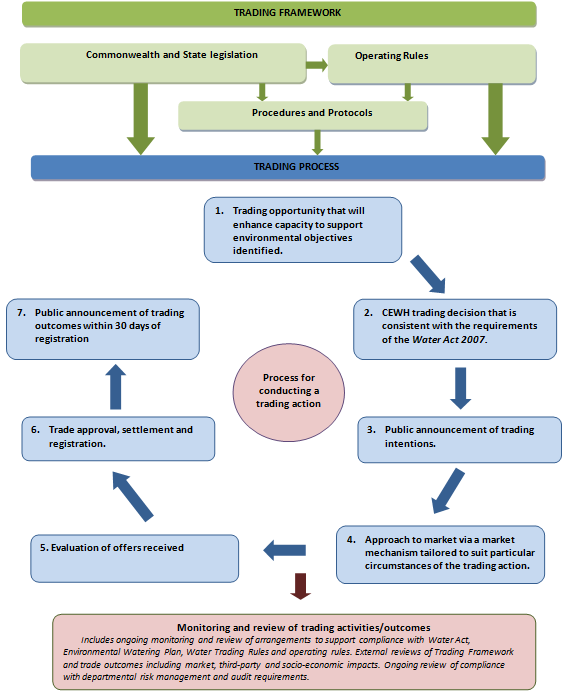 TRADING FRAMEWORK
Commonwealth and State legislation
Operating Rules
Procedures and Protocols
TRADING PROCESS
1. Trading opportunity that will
enhance capacity to support
environmental objectives
identified.
2. CEWH trading decision that is
consistent with the requirements
of the Water Act 2007.
3. Public announcement of trading
intentions.
4. Approach to market via a market
mechanism tailored to suit particular
circumstances of the trading action.
5. Evaluation of offers received
6. Trade approval, settlement and
registration.
7. Public announcement of trading
outcomes within 30 days of
registration
Process for
conducting a
trading action
Monitoring and review of trading activities/outcomes
Includes ongoing monitoring and review of arrangements to support compliance with Water Act,
Environmental Watering Plan, Water Trading Rules and operating rules. External reviews of Trading Framework
and trade outcomes including market, third-party and socio-economic impacts. Ongoing review of compliance
with departmental risk management and audit requirements.